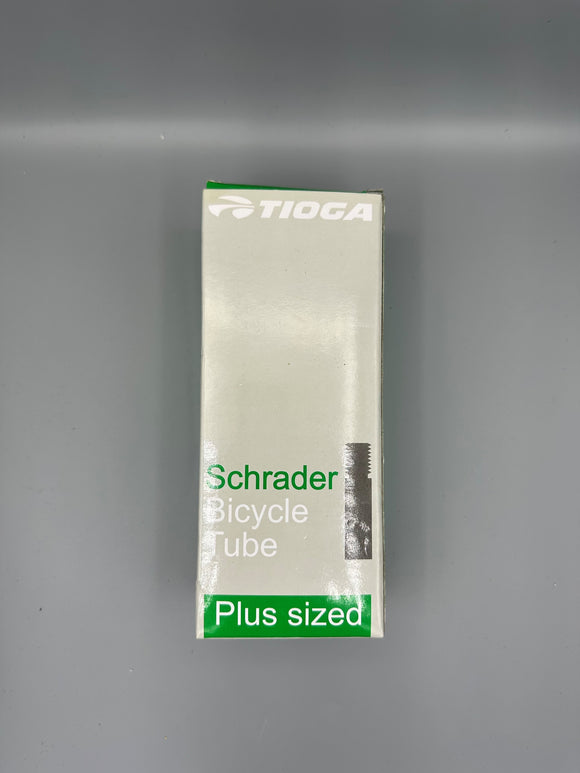 TIOGA
Schrader
Bicycle
Tube
Plus sized